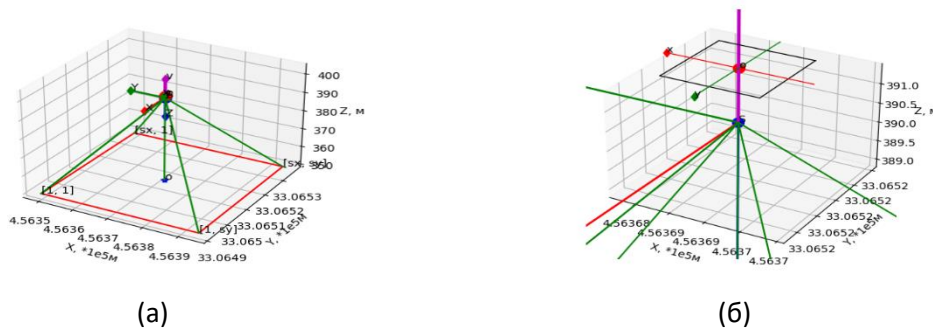 400
390
380
370
360
350
Z, м
[sx, 1]
[sx, sy]
[1, 1]
[1, sy]
4.5635
4.5636
4.5637
4.5638
4.5639
X, *1e5м
33.0649
33.065
33.0651
33.0652
33.0653
Y, *1e5м
(а)
x
391.0
390.5
390.0
389.5
389.0
Z, м
4.56368
4.56369
4.56369
4.5637
4.5637
X, *1e5м
33.0652
33.0652
33.0652
33.0652
Y, *1e5м
(б)